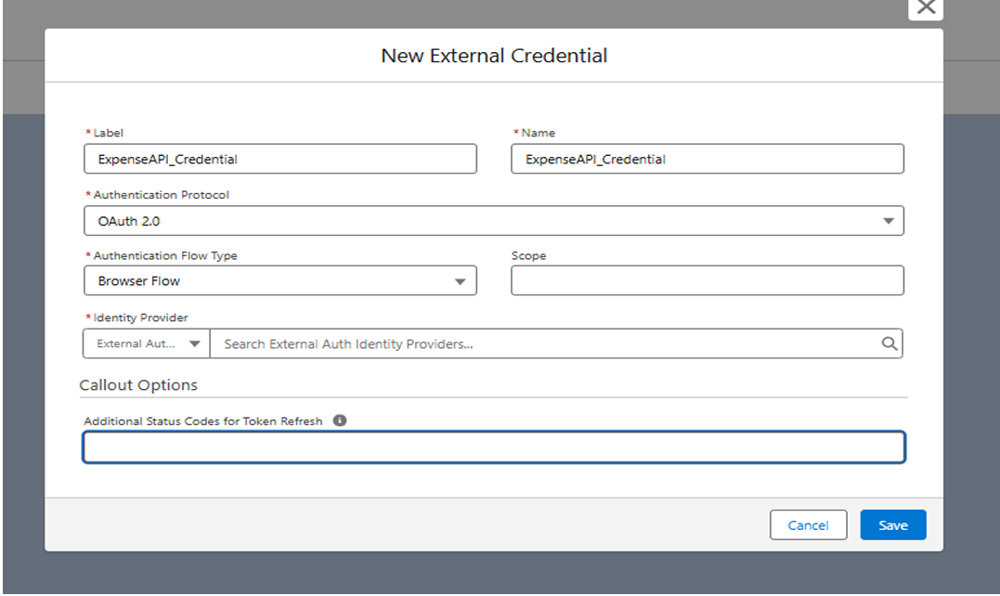 New External Credential
* Label
* Name
ExpenseAPI_Credential
ExpenseAPI_Credential
* Authentication Protocol
OAuth 2.0
* Authentication Flow Type
Scope
Browser Flow
* Identity Provider
External Aut...
Search External Auth Identity Providers...
Callout Options
Additional Status Codes for Token Refresh
Cancel
Save